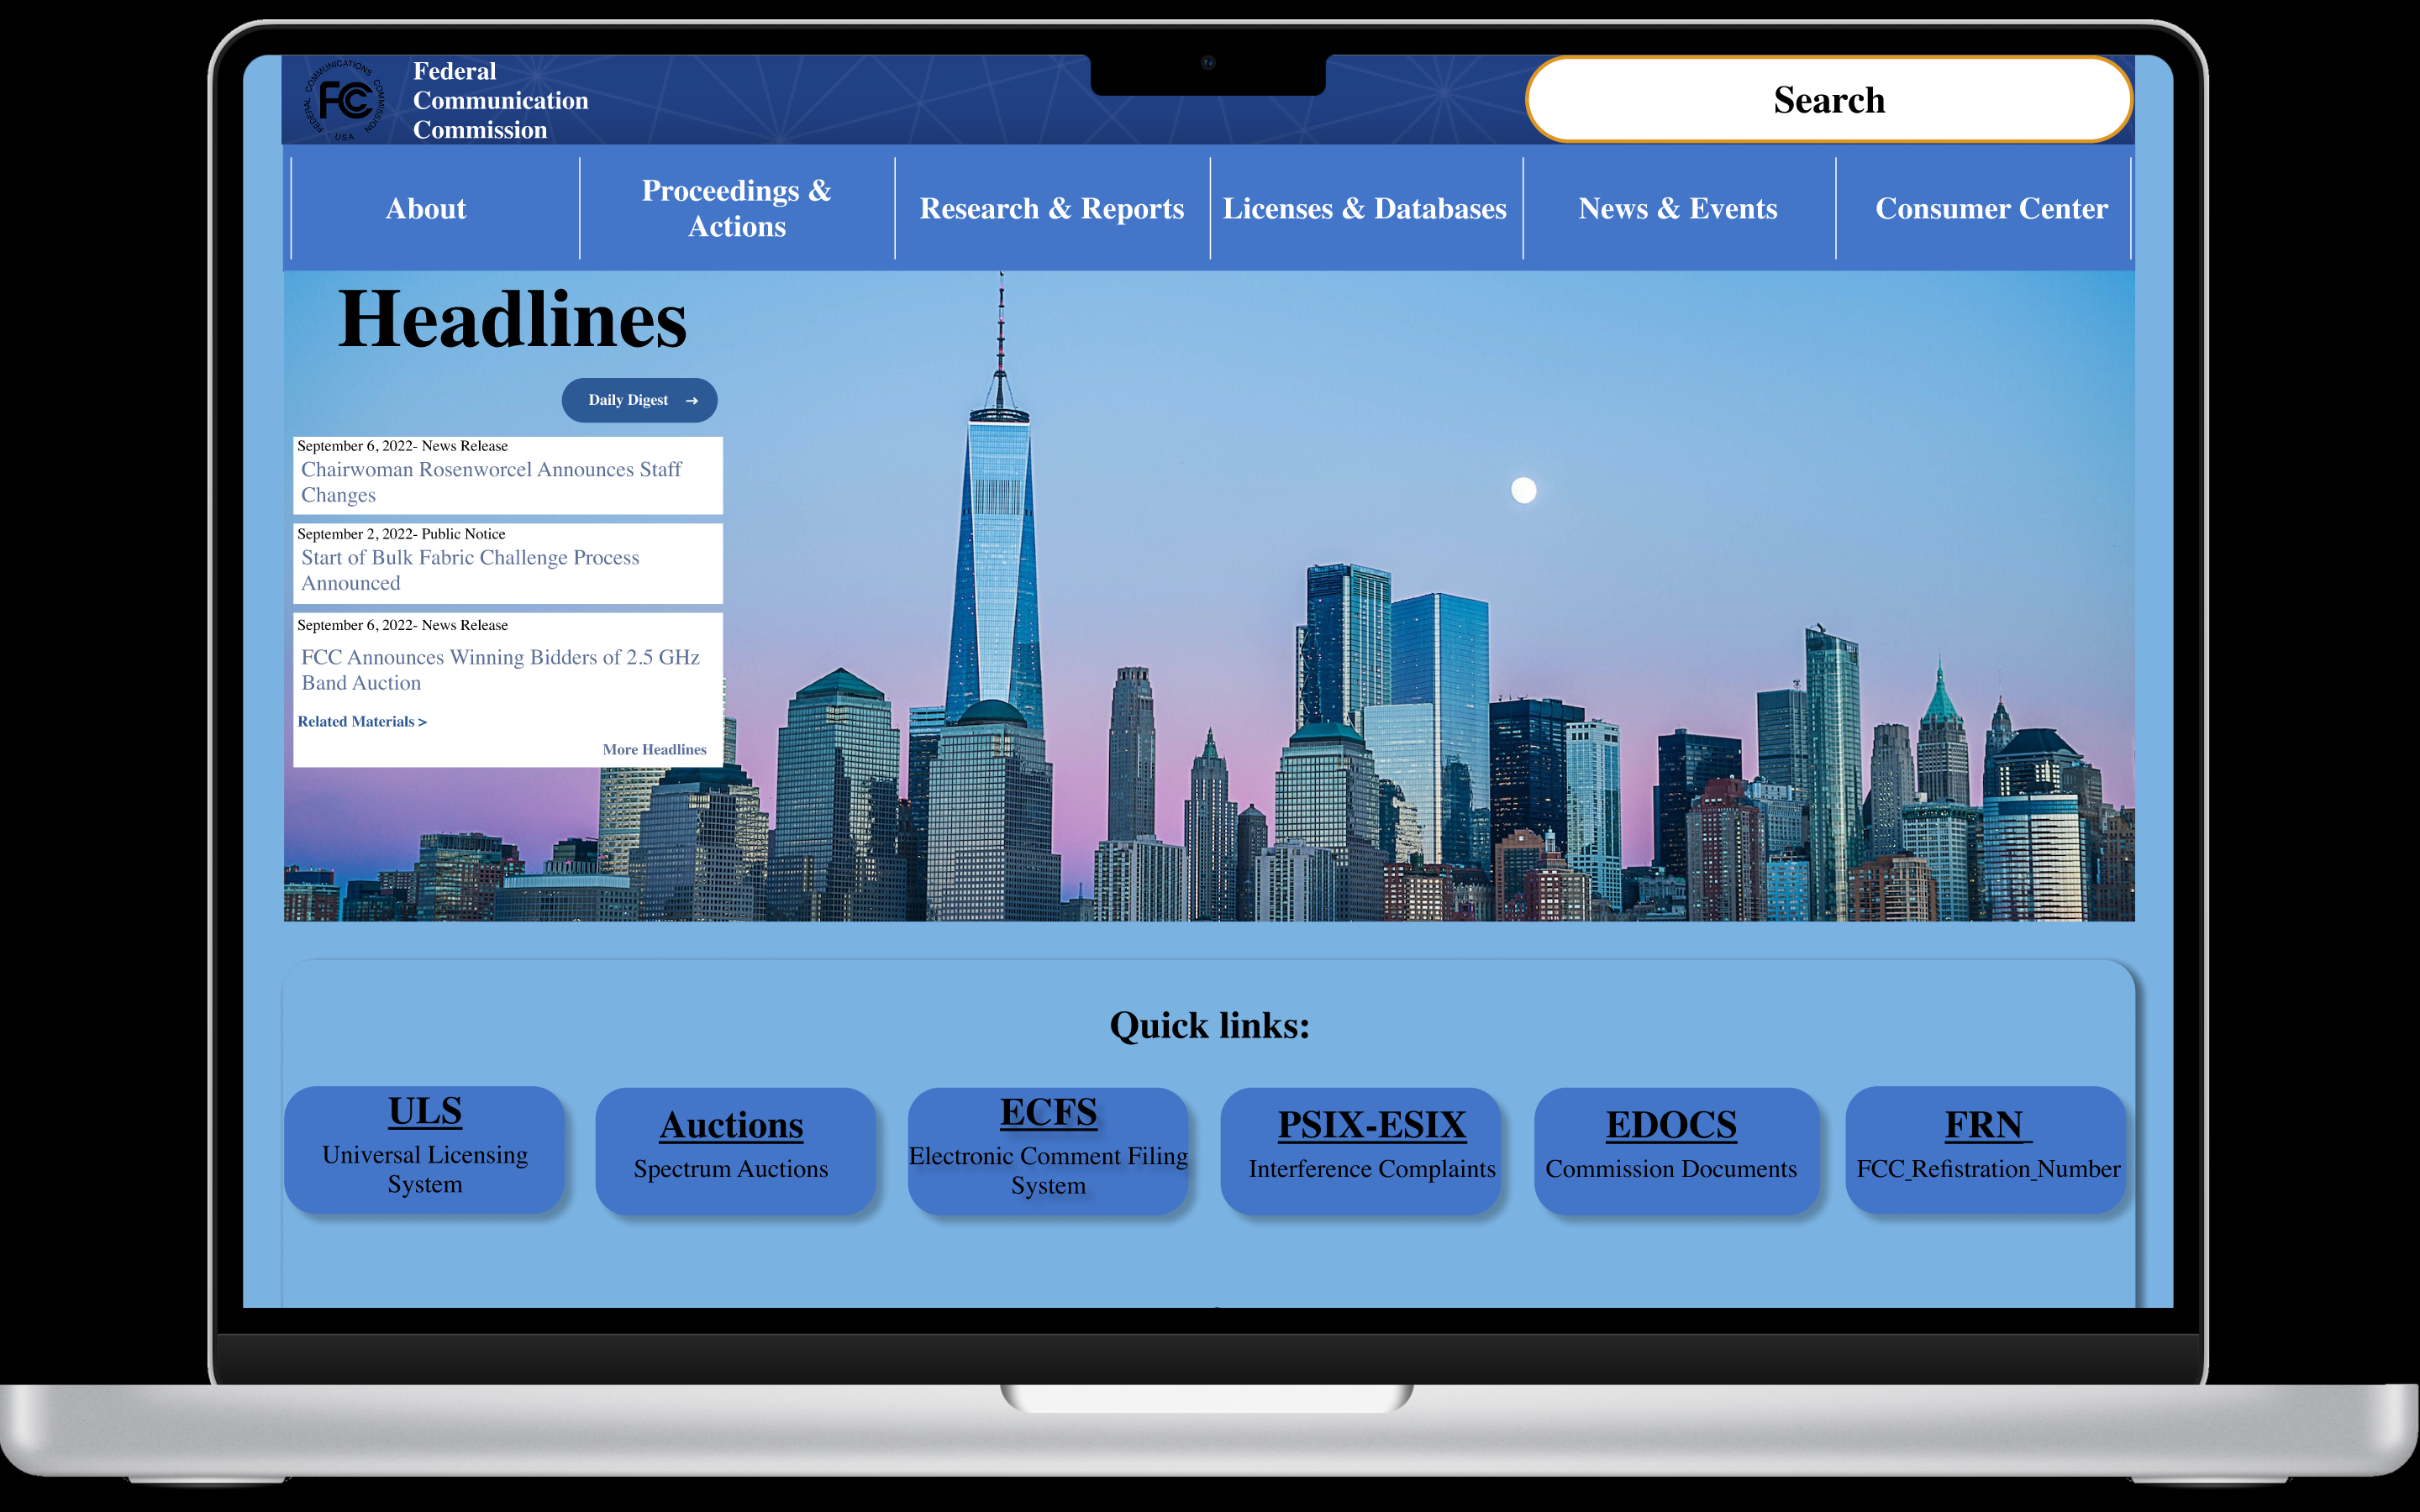 FEDERAL COMMUNICATIONS COMMISSION · USA ·
FCC
Federal
Communication
Commission
Search
About
Proceedings &
Actions
Research & Reports
Licenses & Databases
News & Events
Consumer Center
Headlines
Daily Digest →
September 6, 2022- News Release
Chairwoman Rosenworcel Announces Staff
Changes
September 2, 2022- Public Notice
Start of Bulk Fabric Challenge Process
Announced
September 6, 2022- News Release
FCC Announces Winning Bidders of 2.5 GHz
Band Auction
Related Materials >
More Headlines
Quick links:
ULS
Universal Licensing
System
Auctions
Spectrum Auctions
ECFS
Electronic Comment Filing
System
PSIX-ESIX
Interference Complaints
EDOCS
Commission Documents
FRN
FCC Refistration Number